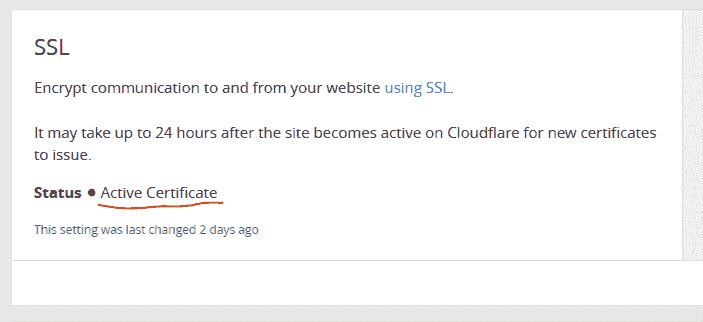 SSL
Encrypt communication to and from your website using SSL.
It may take up to 24 hours after the site becomes active on Cloudflare for new certificates
to issue.
Status ● Active Certificate
This setting was last changed 2 days ago